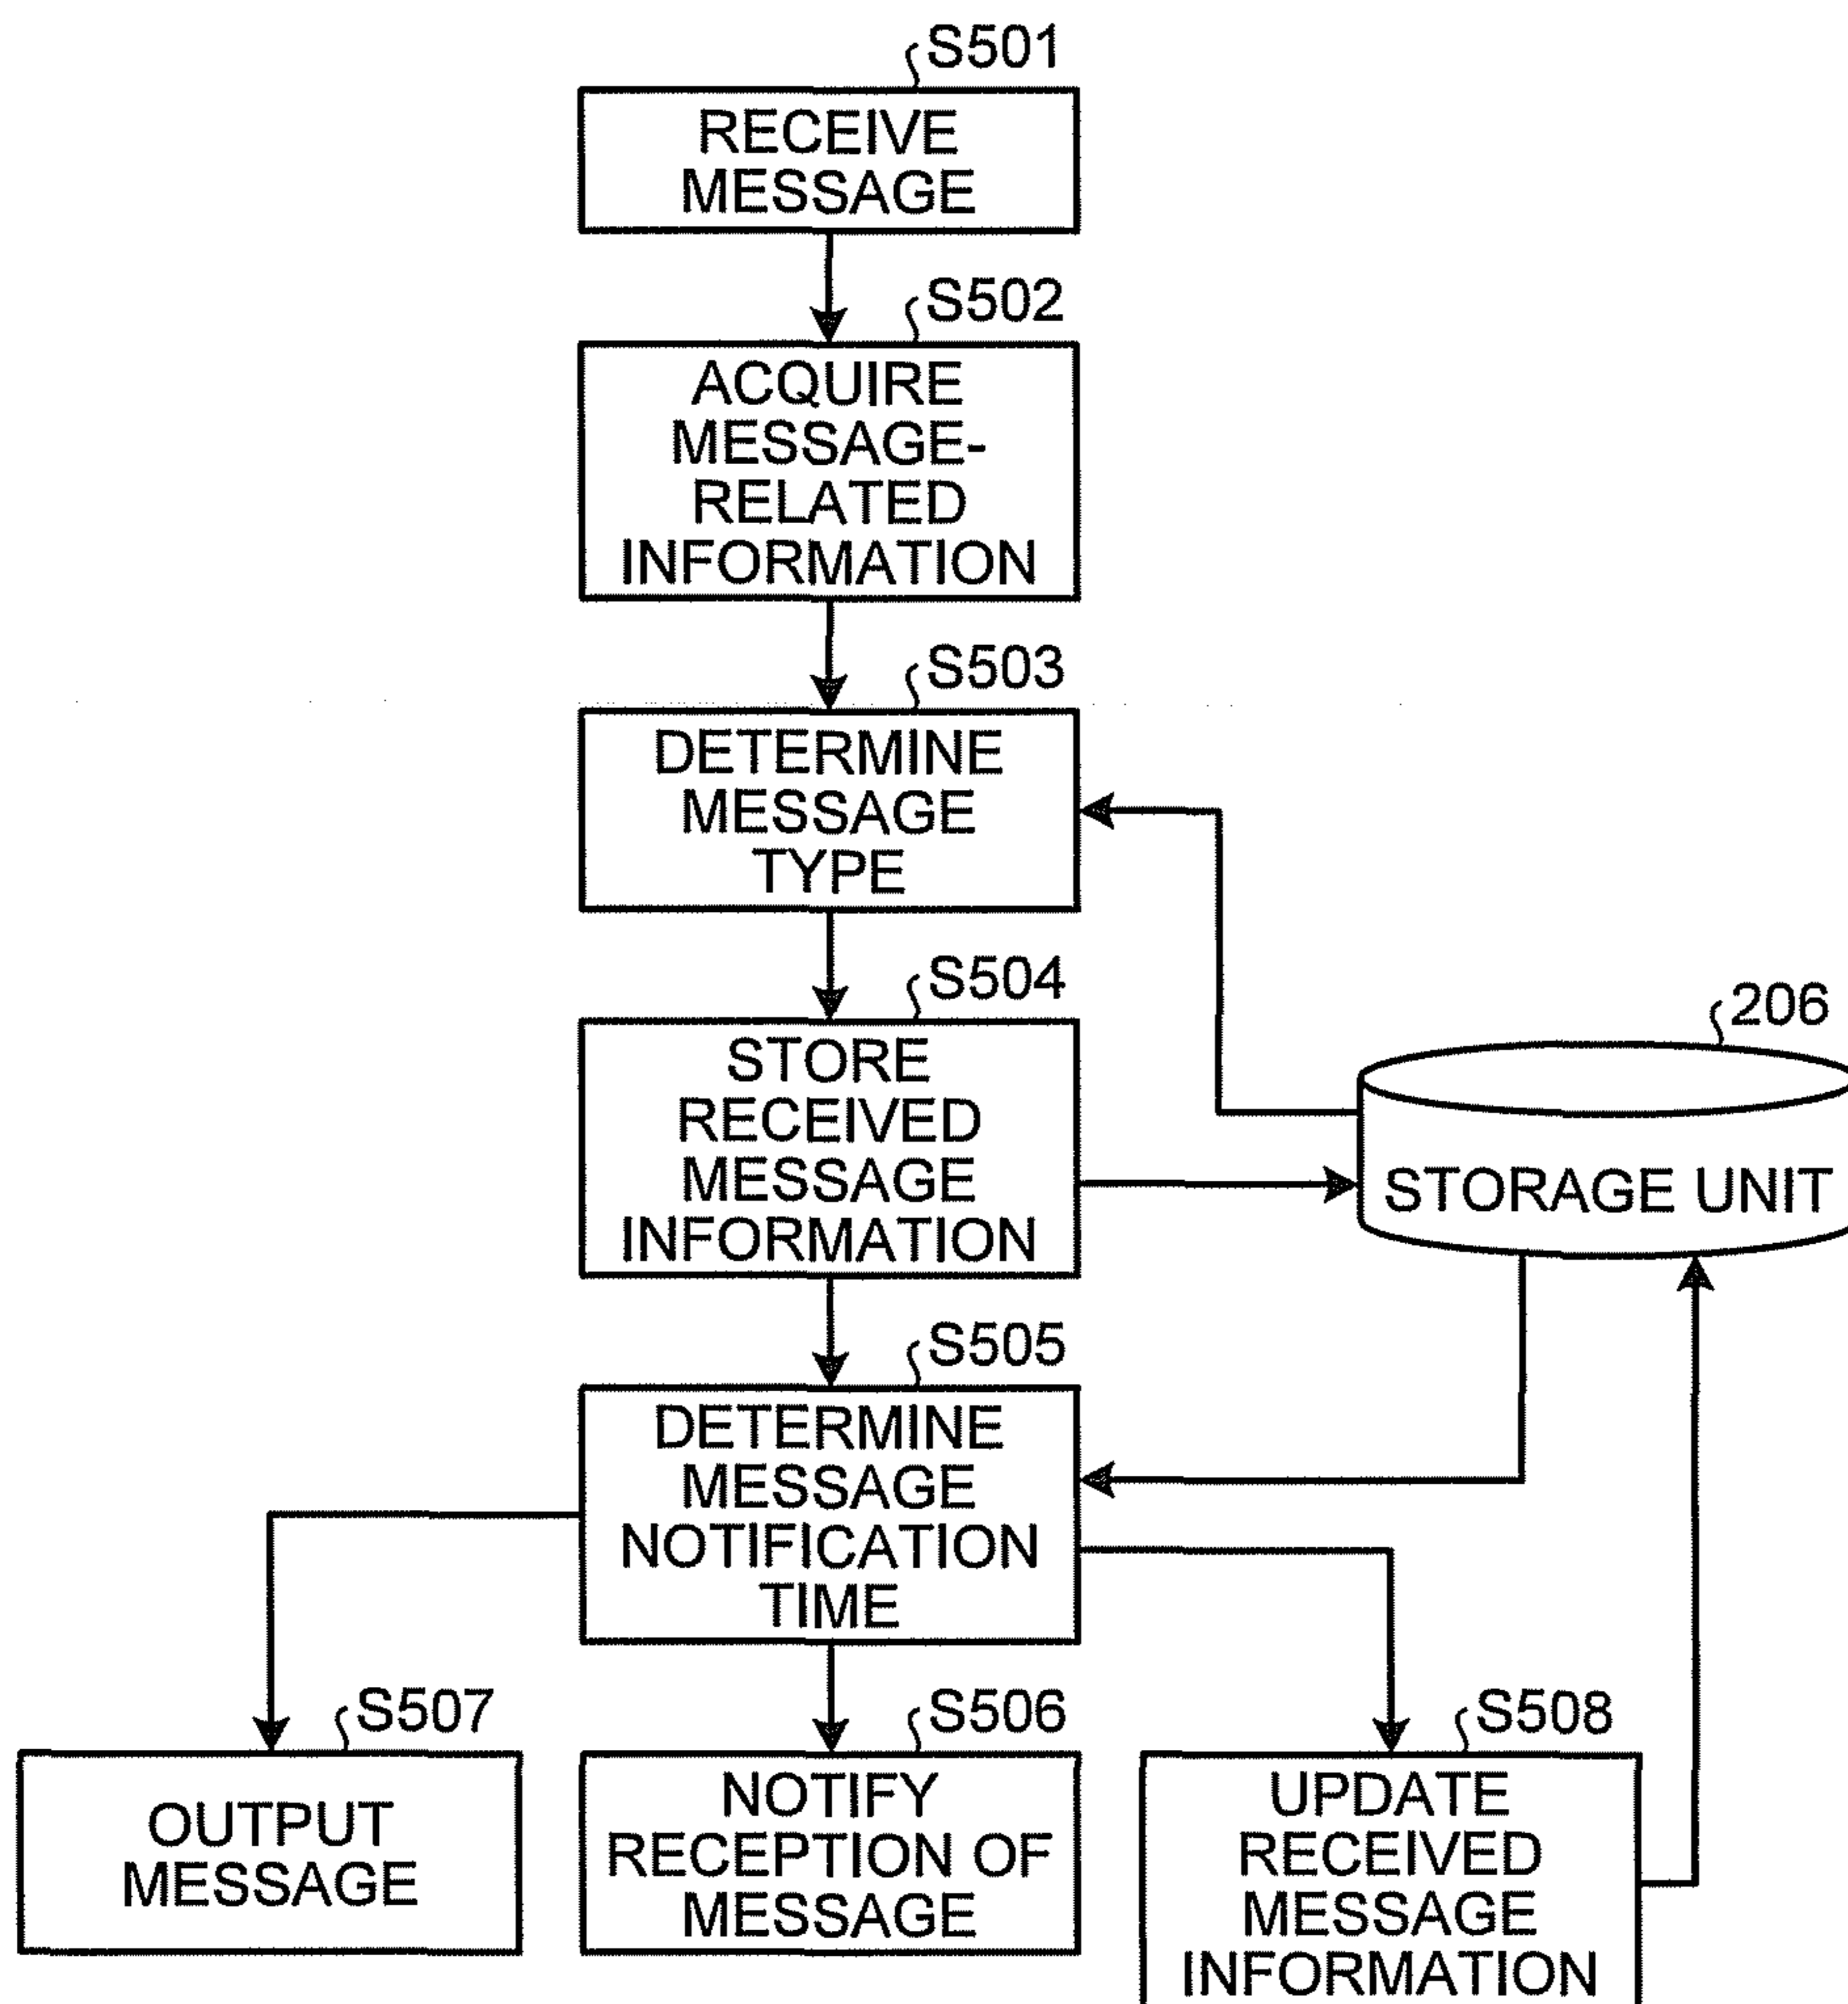 S501
RECEIVE
MESSAGE
S502
ACQUIRE
MESSAGE-
RELATED
INFORMATION
S503
DETERMINE
MESSAGE
TYPE
S504
STORE
RECEIVED
MESSAGE
INFORMATION
206
STORAGE UNIT
S505
DETERMINE
MESSAGE
NOTIFICATION
TIME
S507
OUTPUT
MESSAGE
S506
NOTIFY
RECEPTION OF
MESSAGE
S508
UPDATE
RECEIVED
MESSAGE
INFORMATION